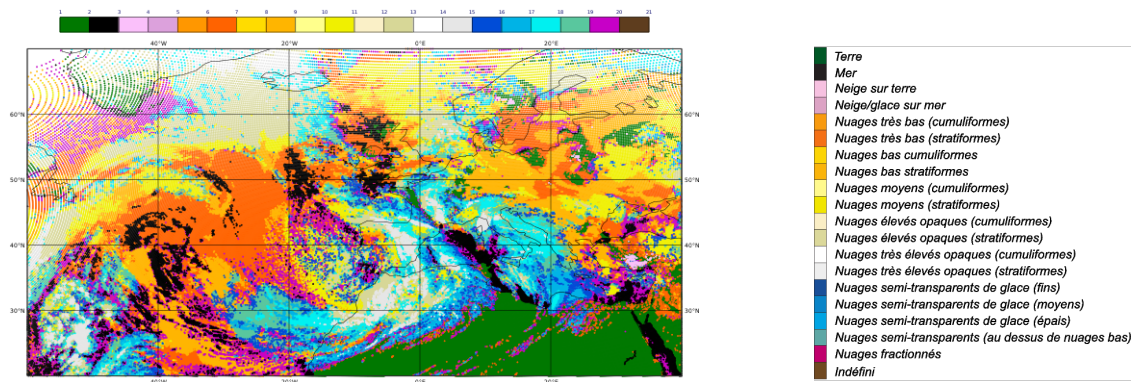 1 2 3 4 5 6 7 8 9 10 11 12 13 14 15 16 17 18 19 20 21
40°W 20°W 0°E 20°E
60°N 60°N
50°N 50°N
40°N 40°N
30°N 30°N
40°W 20°W 0°E 20°E
Terre
Mer
Neige sur terre
Neige/glace sur mer
Nuages très bas (cumuliformes)
Nuages très bas (stratiformes)
Nuages bas cumuliformes
Nuages bas stratiformes
Nuages moyens (cumuliformes)
Nuages moyens (stratiformes)
Nuages élevés opaques (cumuliformes)
Nuages élevés opaques (stratiformes)
Nuages très élevés opaques (cumuliformes)
Nuages très élevés opaques (stratiformes)
Nuages semi-transparents de glace (fins)
Nuages semi-transparents de glace (moyens)
Nuages semi-transparents de glace (épais)
Nuages semi-transparents (au dessus de nuages bas)
Nuages fractionnés
Indéfini